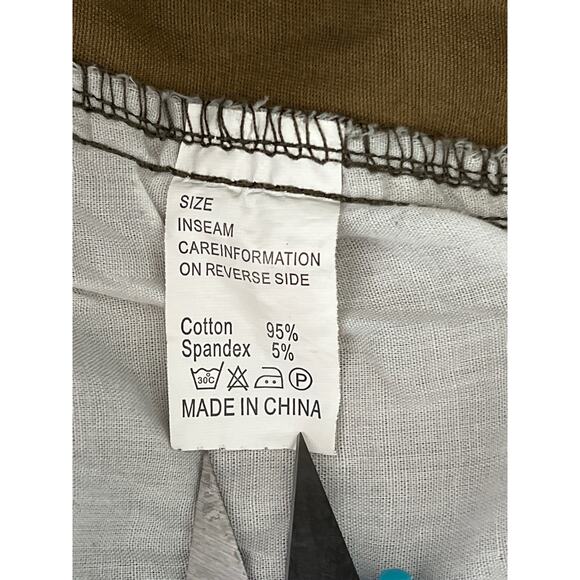 SIZE
INSEAM
CAREINFORMATION
ON REVERSE SIDE
Cotton 95%
Spandex 5%
30C P
MADE IN CHINA